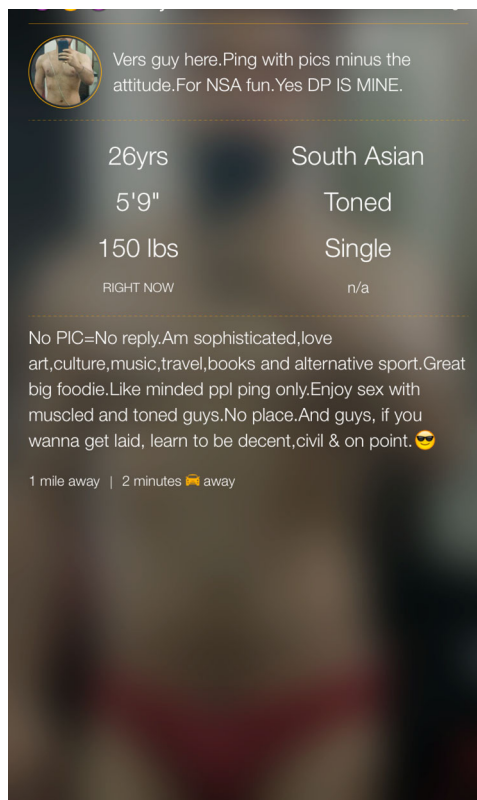 Vers guy here.Ping with pics minus the
attitude.For NSA fun.Yes DP IS MINE.
26yrs
South Asian
5'9"
Toned
150 lbs
Single
RIGHT NOW
n/a
No PIC=No reply.Am sophisticated,love
art,culture,music,travel,books and alternative sport.Great
big foodie.Like minded ppl ping only.Enjoy sex with
muscled and toned guys.No place.And guys, if you
wanna get laid, learn to be decent,civil & on point.😎
1 mile away | 2 minutes 🚘 away